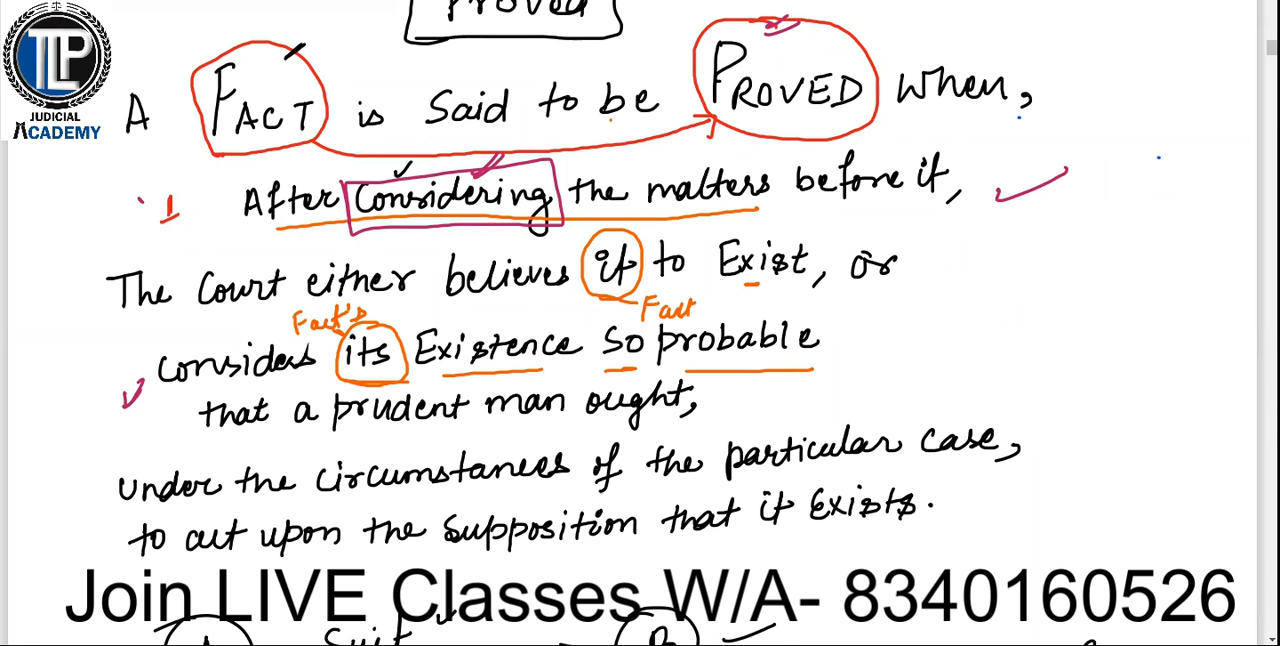 Proved
TLP
JUDICIAL
ACADEMY
A FACT is said to be PROVED when,
1 After considering the matters before it,
The Court either believes it to Exist, or
Fact's Fact
considers its Existence so probable
that a prudent man ought,
under the circumstances of the particular case,
to act upon the supposition that it Exists.
Join LIVE Classes W/A- 8340160526
A Suit B